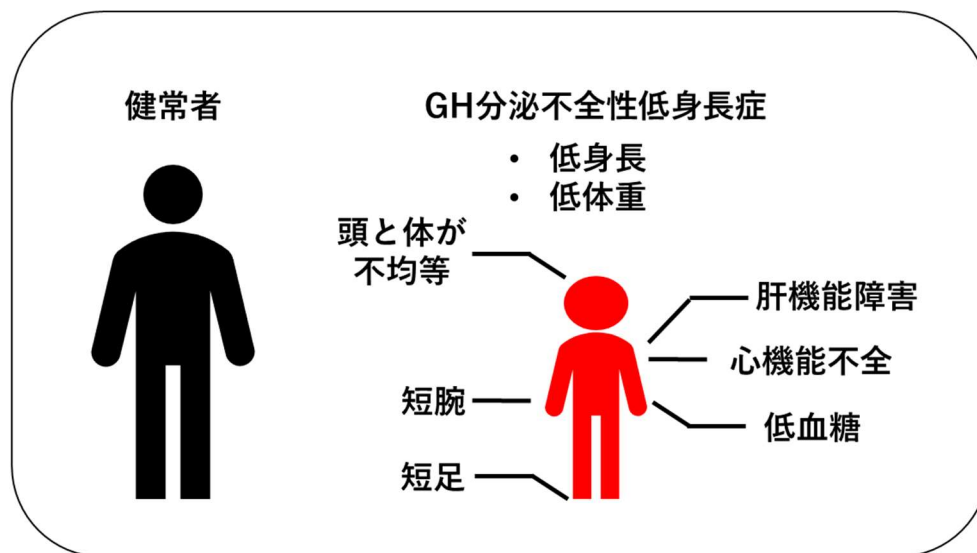 健常者
GH分泌不全性低身長症
• 低身長
• 低体重
頭と体が
不均等
肝機能障害
心機能不全
短腕
低血糖
短足